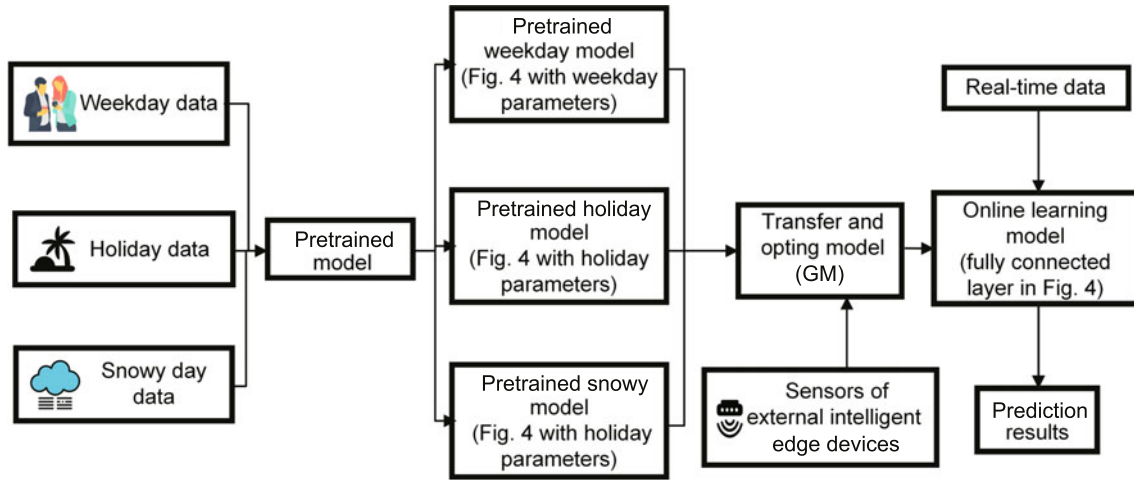 Weekday data
Holiday data
Snowy day
data
Pretrained
model
Pretrained
weekday model
(Fig. 4 with weekday
parameters)
Pretrained holiday
model
(Fig. 4 with holiday
parameters)
Pretrained snowy
model
(Fig. 4 with holiday
parameters)
Transfer and
opting model
(GM)
Sensors of
external intelligent
edge devices
Real-time data
Online learning
model
(fully connected
layer in Fig. 4)
Prediction
results